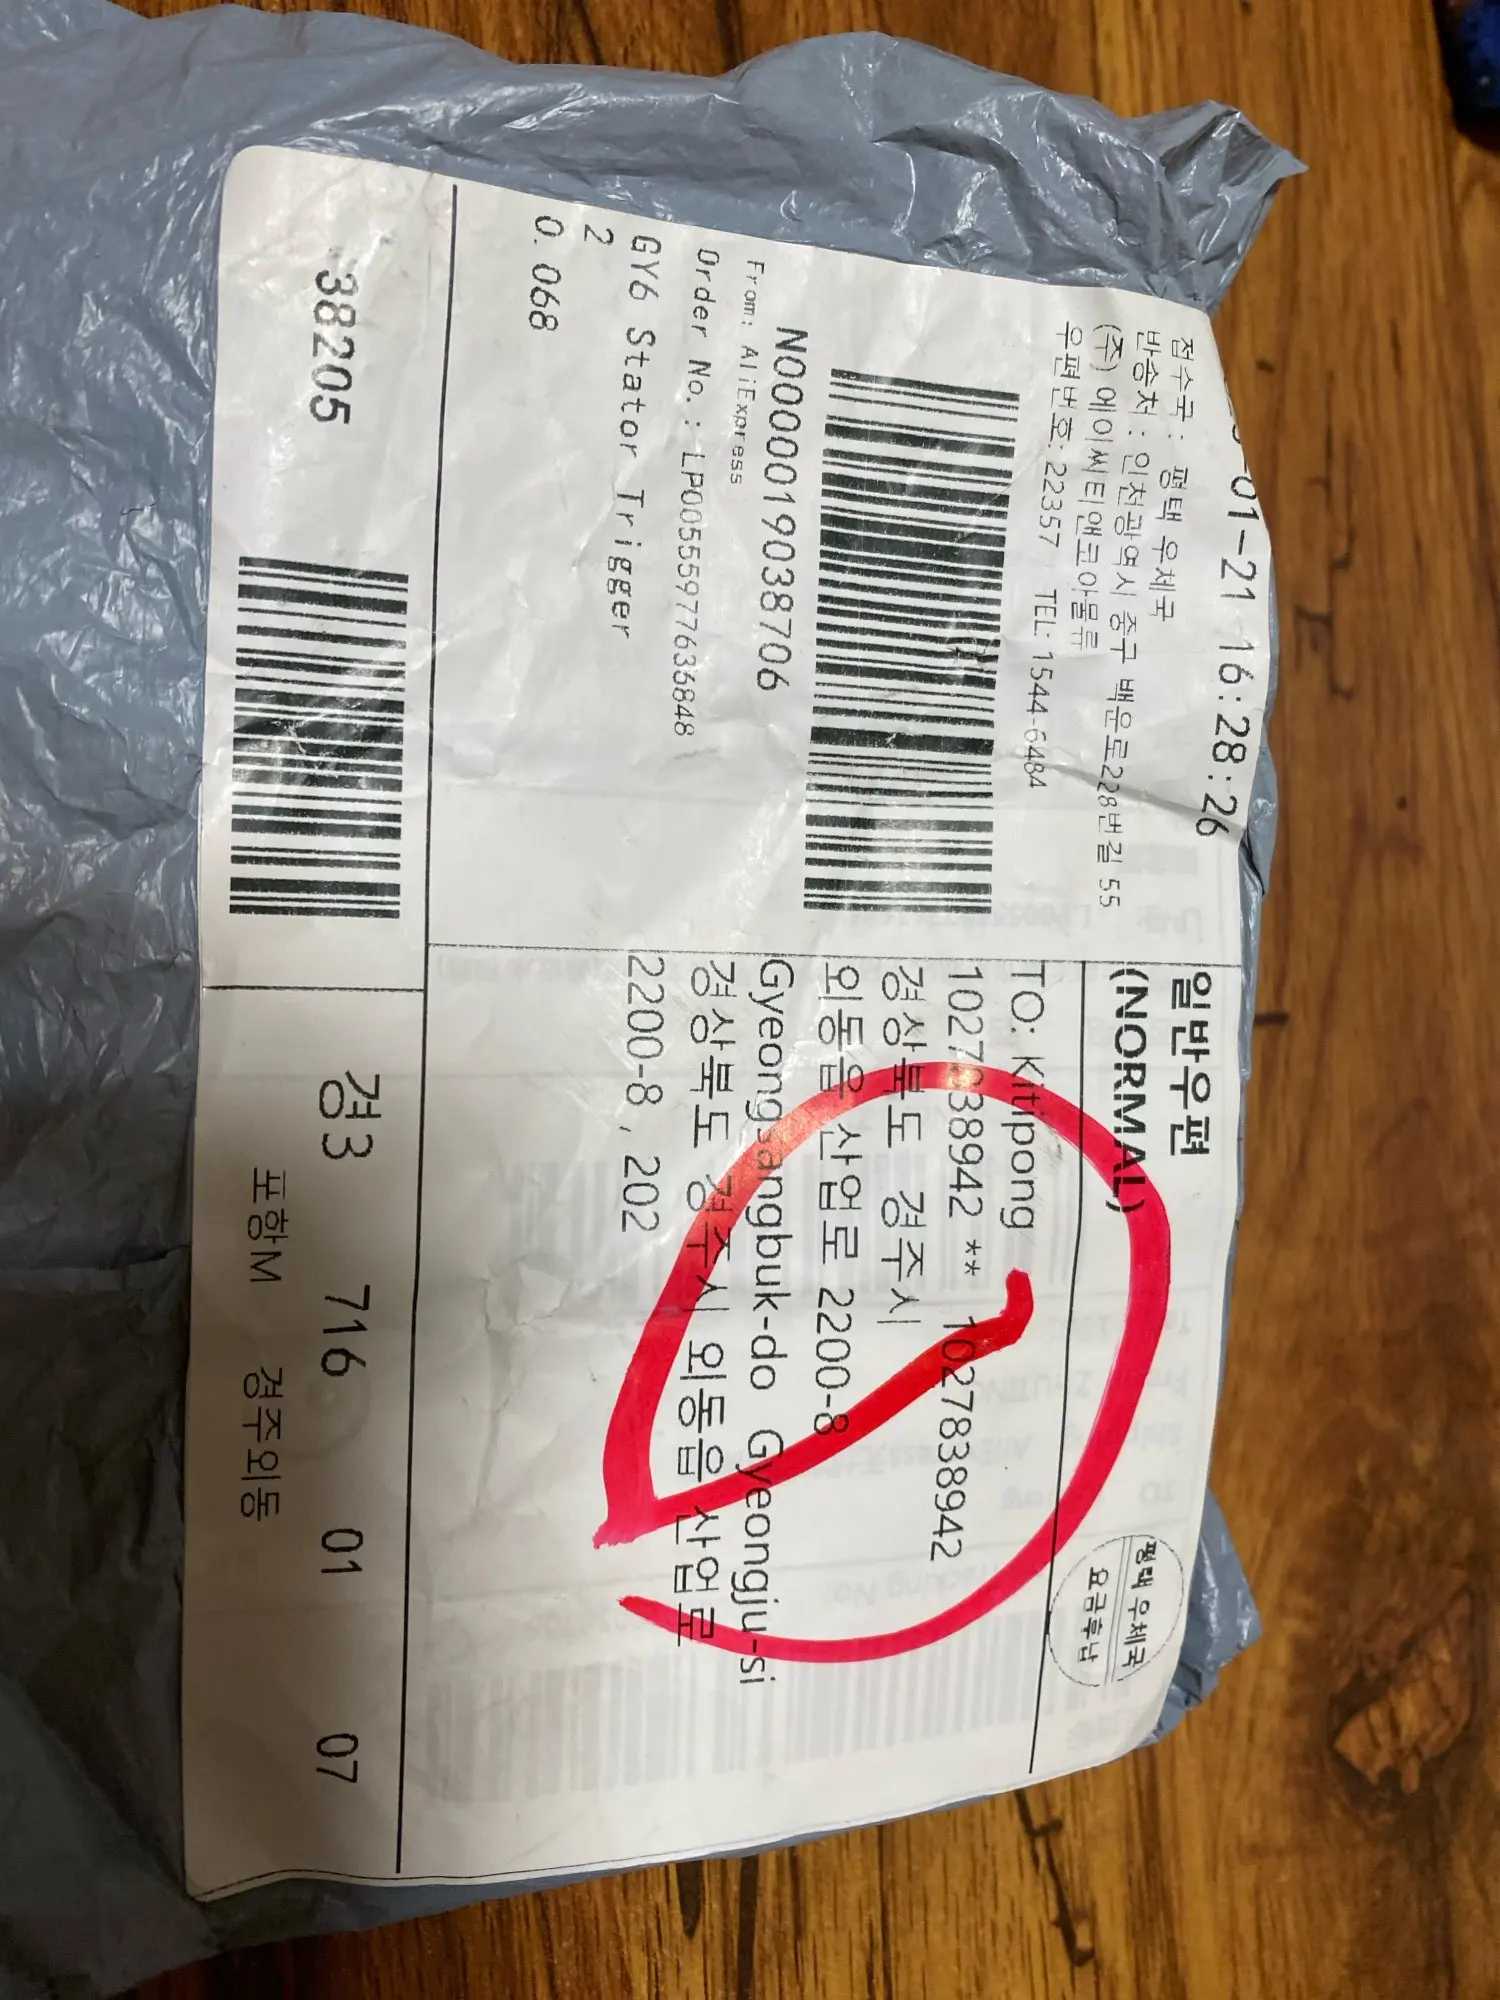 -01-21 16:28:26
접수국: 평택 우체국
반송처: 인천광역시 중구 백운로228번길 55
(주) 에이씨티앤코아물류
우편번호: 22357 TEL: 1544-6484
N0000019038706
From: AliExpress
Order No.: LP00555977636848
GY6 Stator Trigger
2
0.068
일반우편
(NORMAL)
평택 우체국
요금후납
TO: Kitipong
1027838942 ** 1027838942
경상북도 경주시
외동읍 산업로 2200-8
Gyeongsangbuk-do Gyeongju-si
경상북도 경주시 외동읍 산업로
2200-8, 202
38205
경3 716 01 07
포항M 경주외동